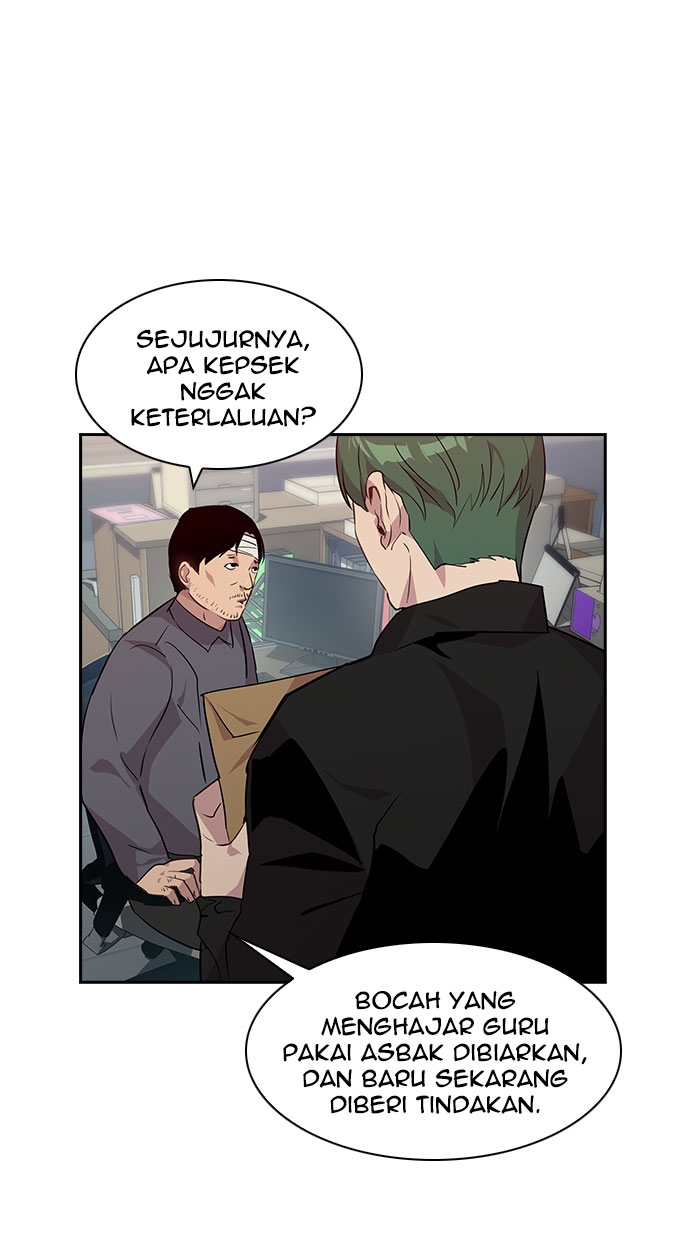 SEJUJURNYA,
APA KEPSEK
NGGAK
KETERLALUAN?
BOCAH YANG
MENGHAJAR GURU
PAKAI ASBAK DIBIARKAN,
DAN BARU SEKARANG
DIBERI TINDAKAN.